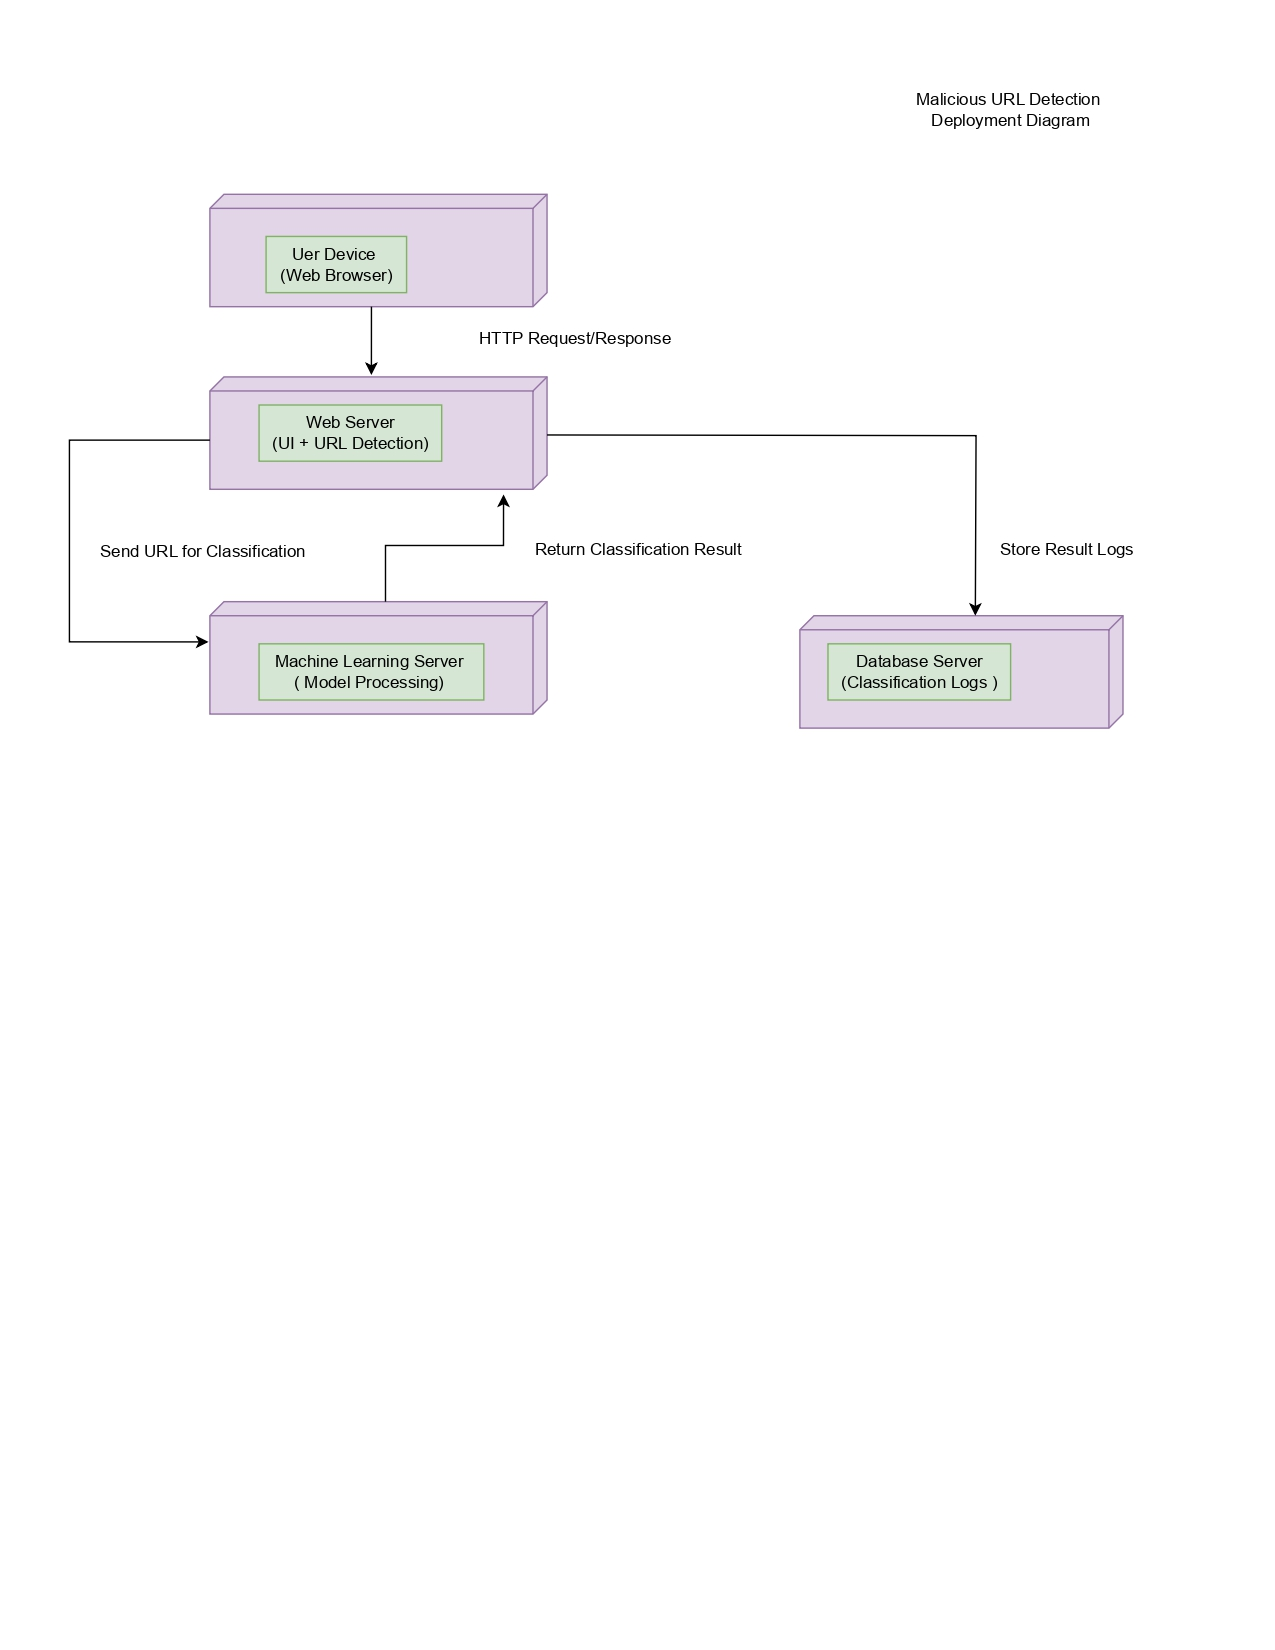 Malicious URL Detection
Deployment Diagram
Uer Device
(Web Browser)
HTTP Request/Response
Web Server
(UI + URL Detection)
Send URL for Classification
Return Classification Result
Store Result Logs
Machine Learning Server
( Model Processing)
Database Server
(Classification Logs )